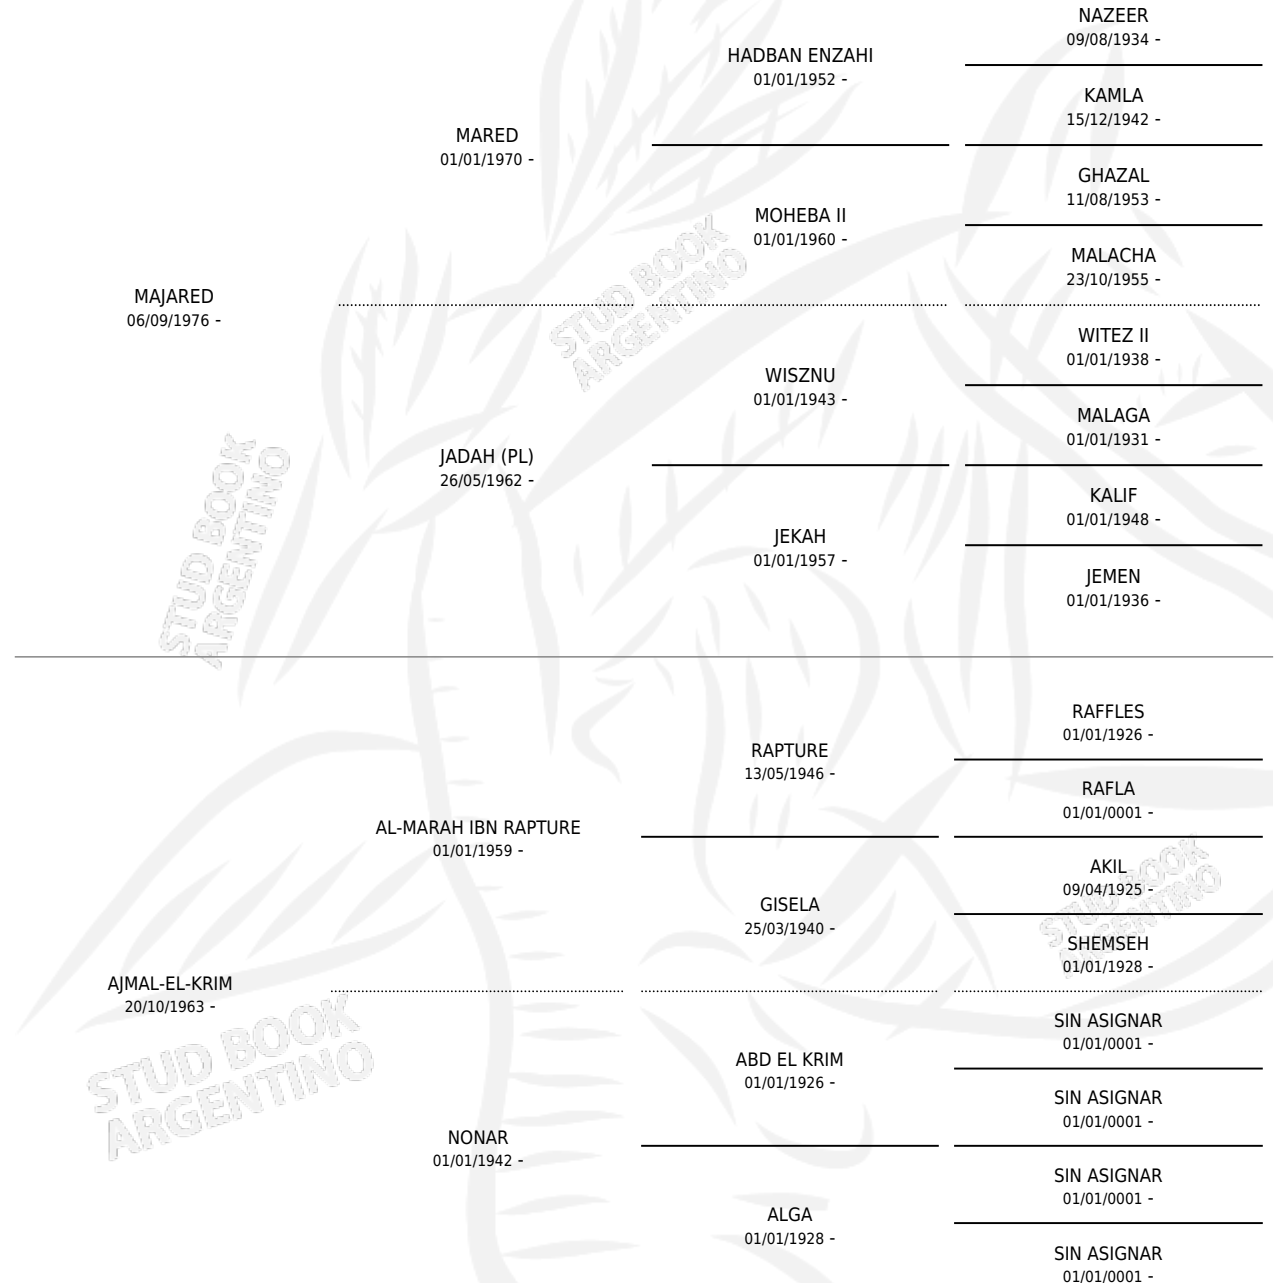 NAZEER
09/08/1934 -
HADBAN ENZAHI
01/01/1952 -
KAMLA
15/12/1942 -
MARED
01/01/1970 -
GHAZAL
11/08/1953 -
MOHEBA II
01/01/1960 -
MALACHA
23/10/1955 -
MAJARED
06/09/1976 -
WITEZ II
01/01/1938 -
WISZNU
01/01/1943 -
MALAGA
01/01/1931 -
JADAH (PL)
26/05/1962 -
KALIF
01/01/1948 -
JEKAH
01/01/1957 -
JEMEN
01/01/1936 -
STUD BOOK
ARGENTINO
STUD BOOK
ARGENTINO
RAFFLES
01/01/1926 -
RAPTURE
13/05/1946 -
RAFLA
01/01/0001 -
AL-MARAH IBN RAPTURE
01/01/1959 -
AKIL
09/04/1925 -
GISELA
25/03/1940 -
SHEMSEH
01/01/1928 -
STUD BOOK
ARGENTINO
AJMAL-EL-KRIM
20/10/1963 -
SIN ASIGNAR
01/01/0001 -
ABD EL KRIM
01/01/1926 -
SIN ASIGNAR
01/01/0001 -
STUD BOOK
ARGENTINO
NONAR
01/01/1942 -
SIN ASIGNAR
01/01/0001 -
ALGA
01/01/1928 -
SIN ASIGNAR
01/01/0001 -